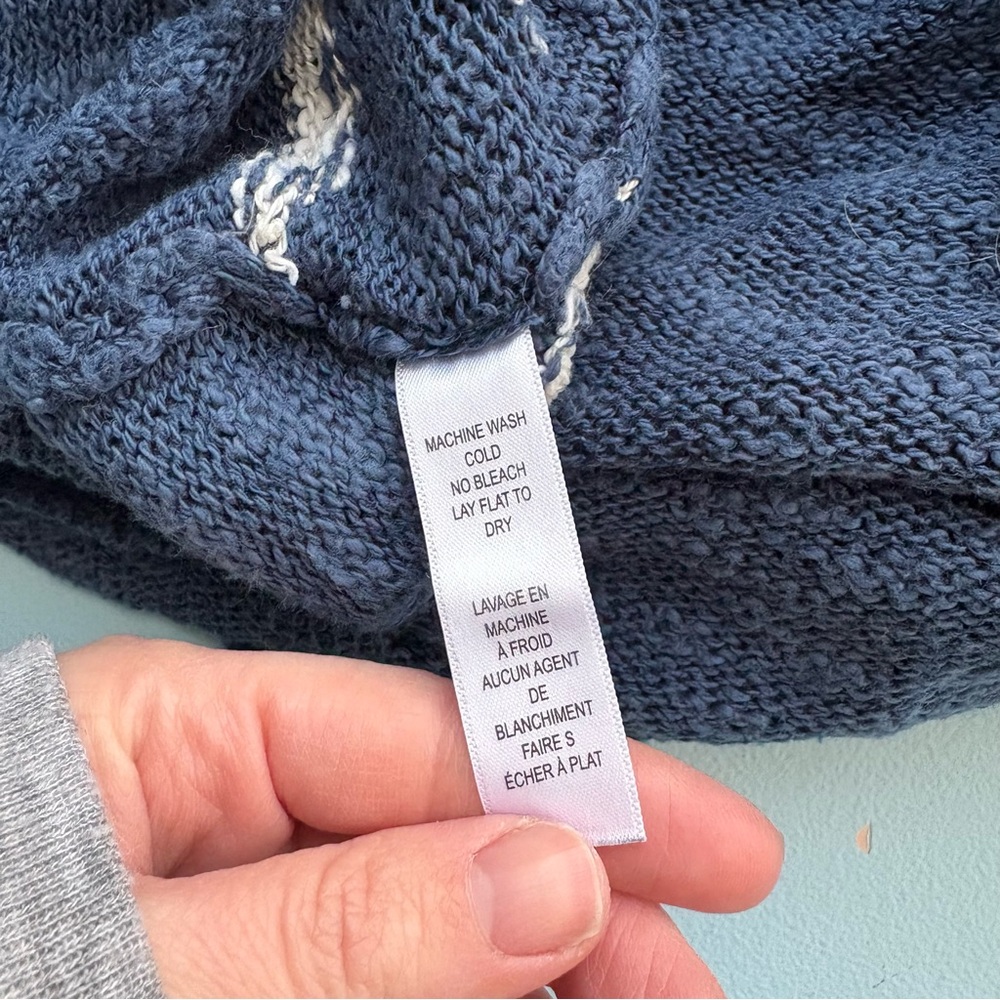 MACHINE WASH
COLD
NO BLEACH
LAY FLAT TO
DRY
LAVAGE EN
MACHINE
À FROID
AUCUN AGENT
DE
BLANCHIMENT
FAIRE S
ÉCHER À PLAT